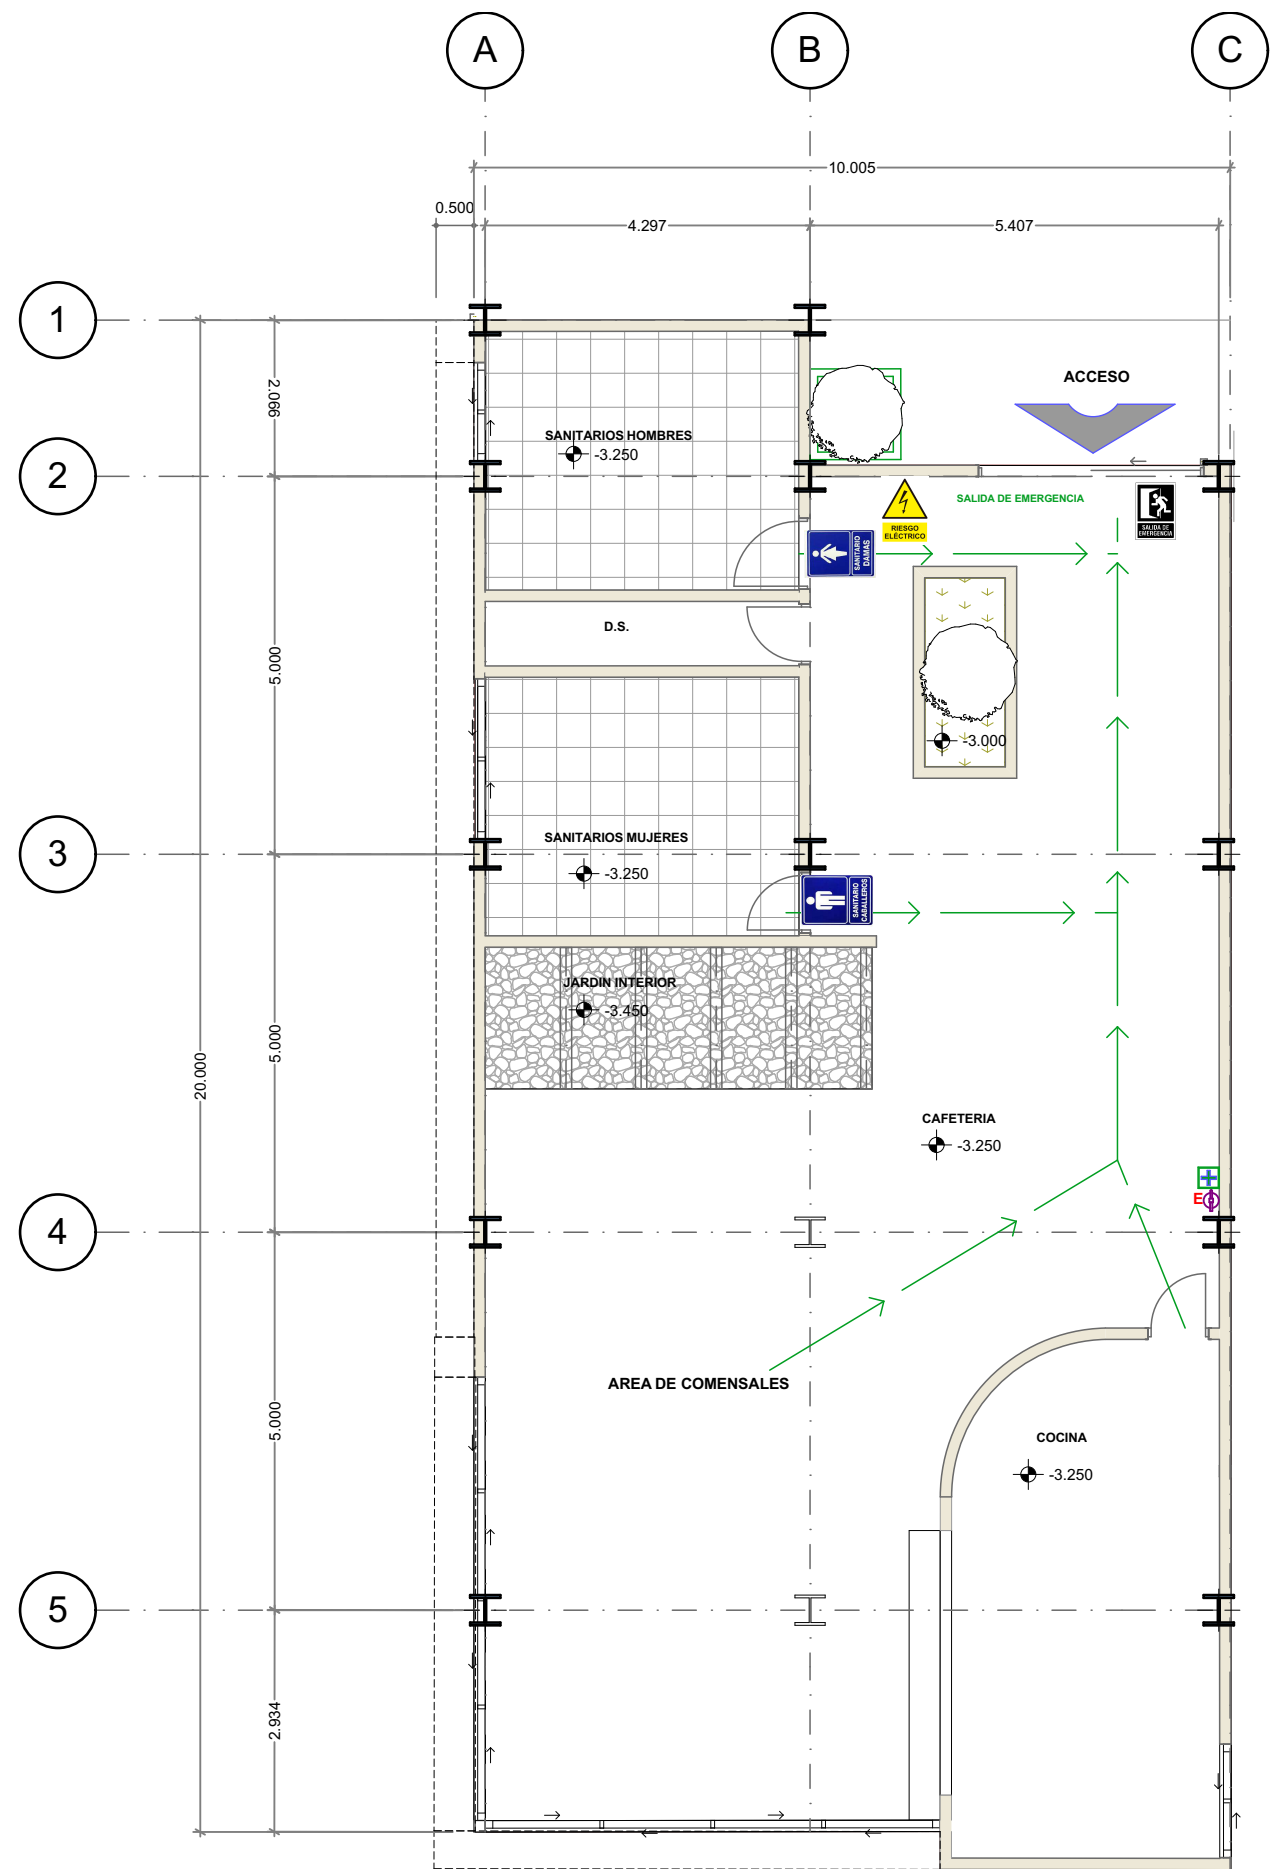 A
B
C
10.005
0.500
4.297
5.407
1
2.066
ACCESO
SANITARIOS HOMBRES
-3.250
2
SALIDA DE EMERGENCIA
RIESGO
ELÉCTRICO
SALIDA DE
EMERGENCIA
SANITARIO
DAMAS
D.S.
5.000
-3.000
SANITARIOS MUJERES
3
-3.250
SANITARIO
CABALLEROS
JARDIN INTERIOR
-3.450
5.000
20.000
CAFETERIA
-3.250
E
4
AREA DE COMENSALES
5.000
COCINA
-3.250
5
2.934